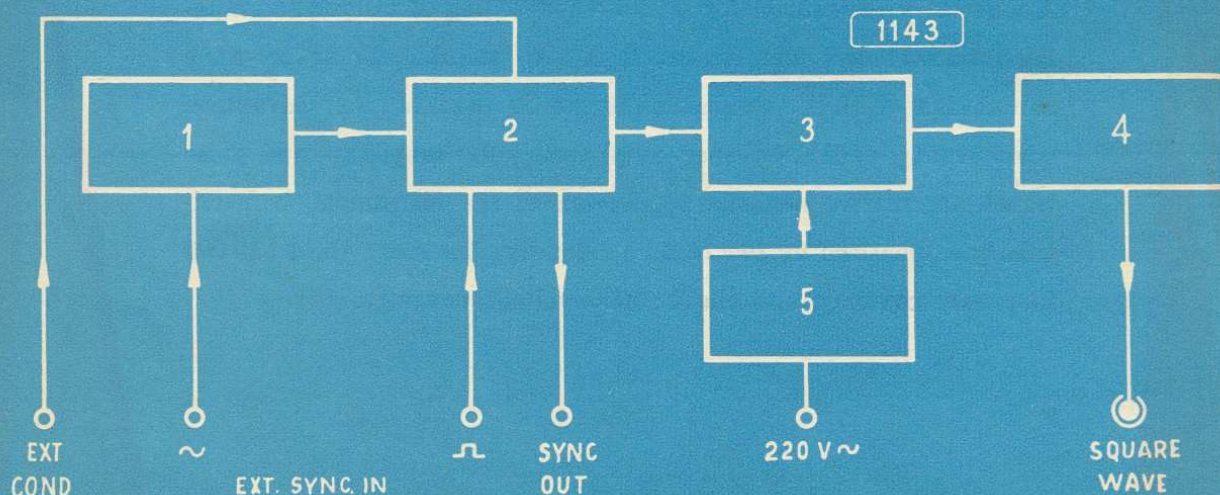 1143
1
2
3
4
5
EXT
COND
~
EXT. SYNC. IN
⎍
SYNC
OUT
220 V ~
SQUARE
WAVE